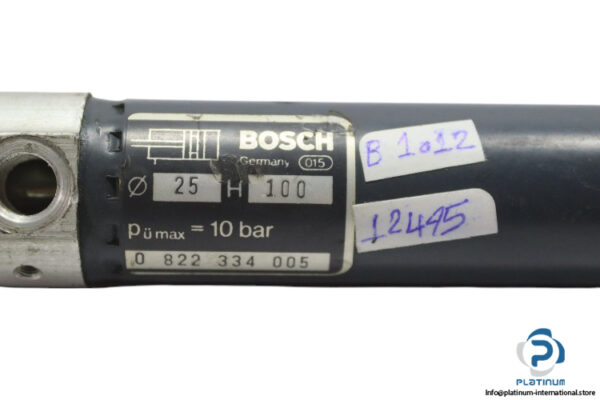 BOSCH
Germany 015
Ø 25 H 100
pü max = 10 bar
0 822 334 005
B 1012
12495
PLATINUM
Info@platinum-international.store